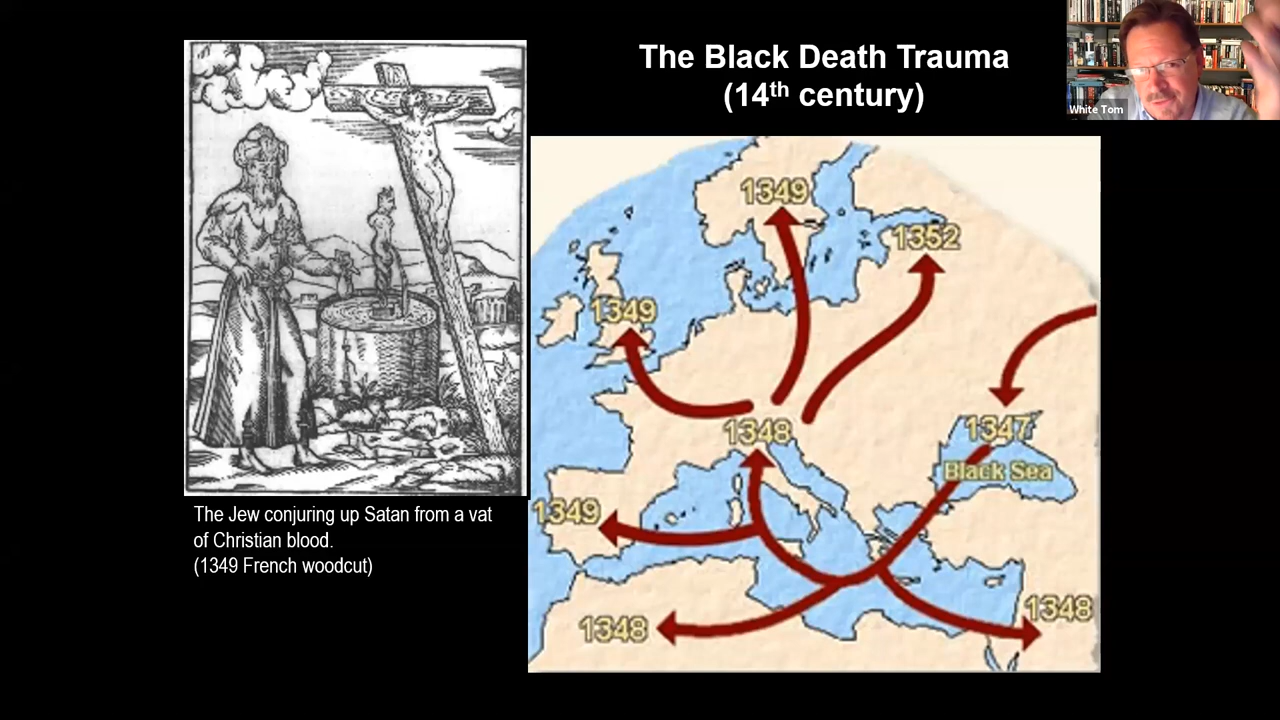 The Black Death Trauma
(14th century)
White Tom
1349
1352
1349
1348
1347
Black Sea
1349
1348
1348
The Jew conjuring up Satan from a vat
of Christian blood.
(1349 French woodcut)